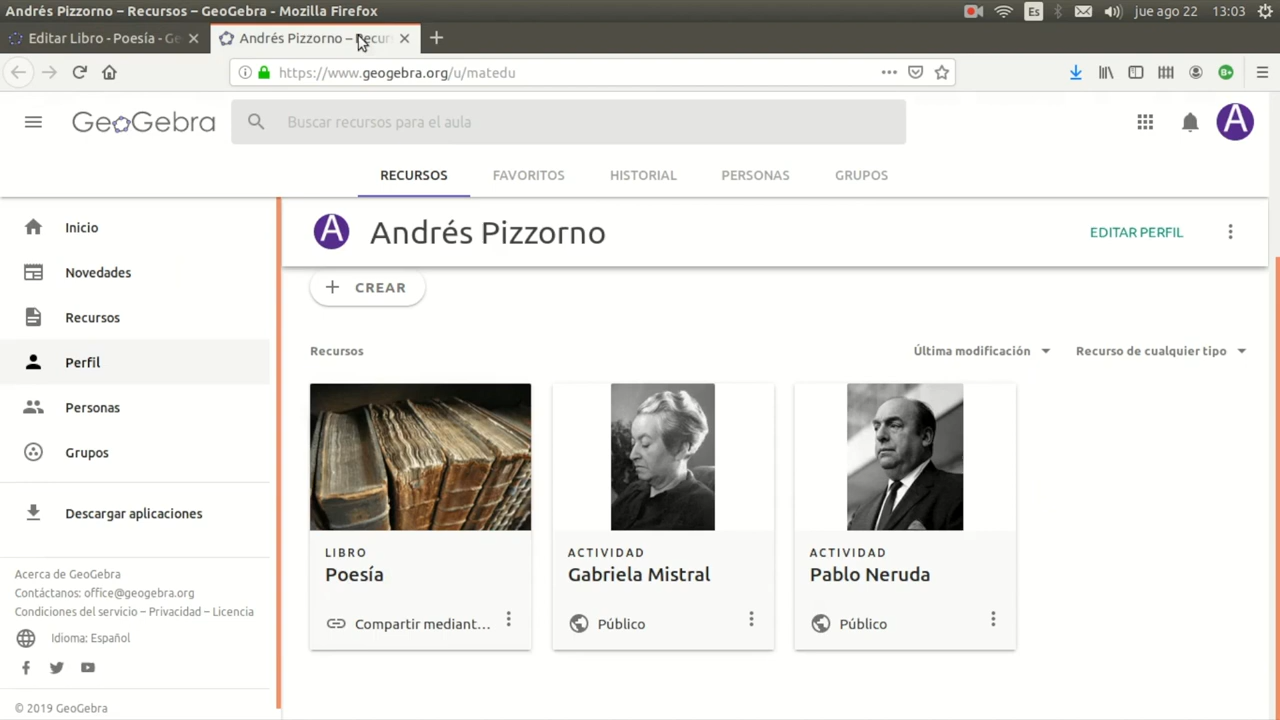 Andrés Pizzorno – Recursos – GeoGebra - Mozilla Firefox
Es
jue ago 22
13:03
Editar Libro - Poesía - Ge
Andrés Pizzorno – Recur
https://www.geogebra.org/u/matedu
GeoGebra
Buscar recursos para el aula
A
RECURSOS
FAVORITOS
HISTORIAL
PERSONAS
GRUPOS
Inicio
Novedades
Recursos
Perfil
Personas
Grupos
Descargar aplicaciones
Acerca de GeoGebra
Contáctanos: office@geogebra.org
Condiciones del servicio – Privacidad – Licencia
Idioma: Español
© 2019 GeoGebra
A
Andrés Pizzorno
EDITAR PERFIL
+ CREAR
Recursos
Última modificación
Recurso de cualquier tipo
LIBRO
Poesía
Compartir mediant...
ACTIVIDAD
Gabriela Mistral
Público
ACTIVIDAD
Pablo Neruda
Público